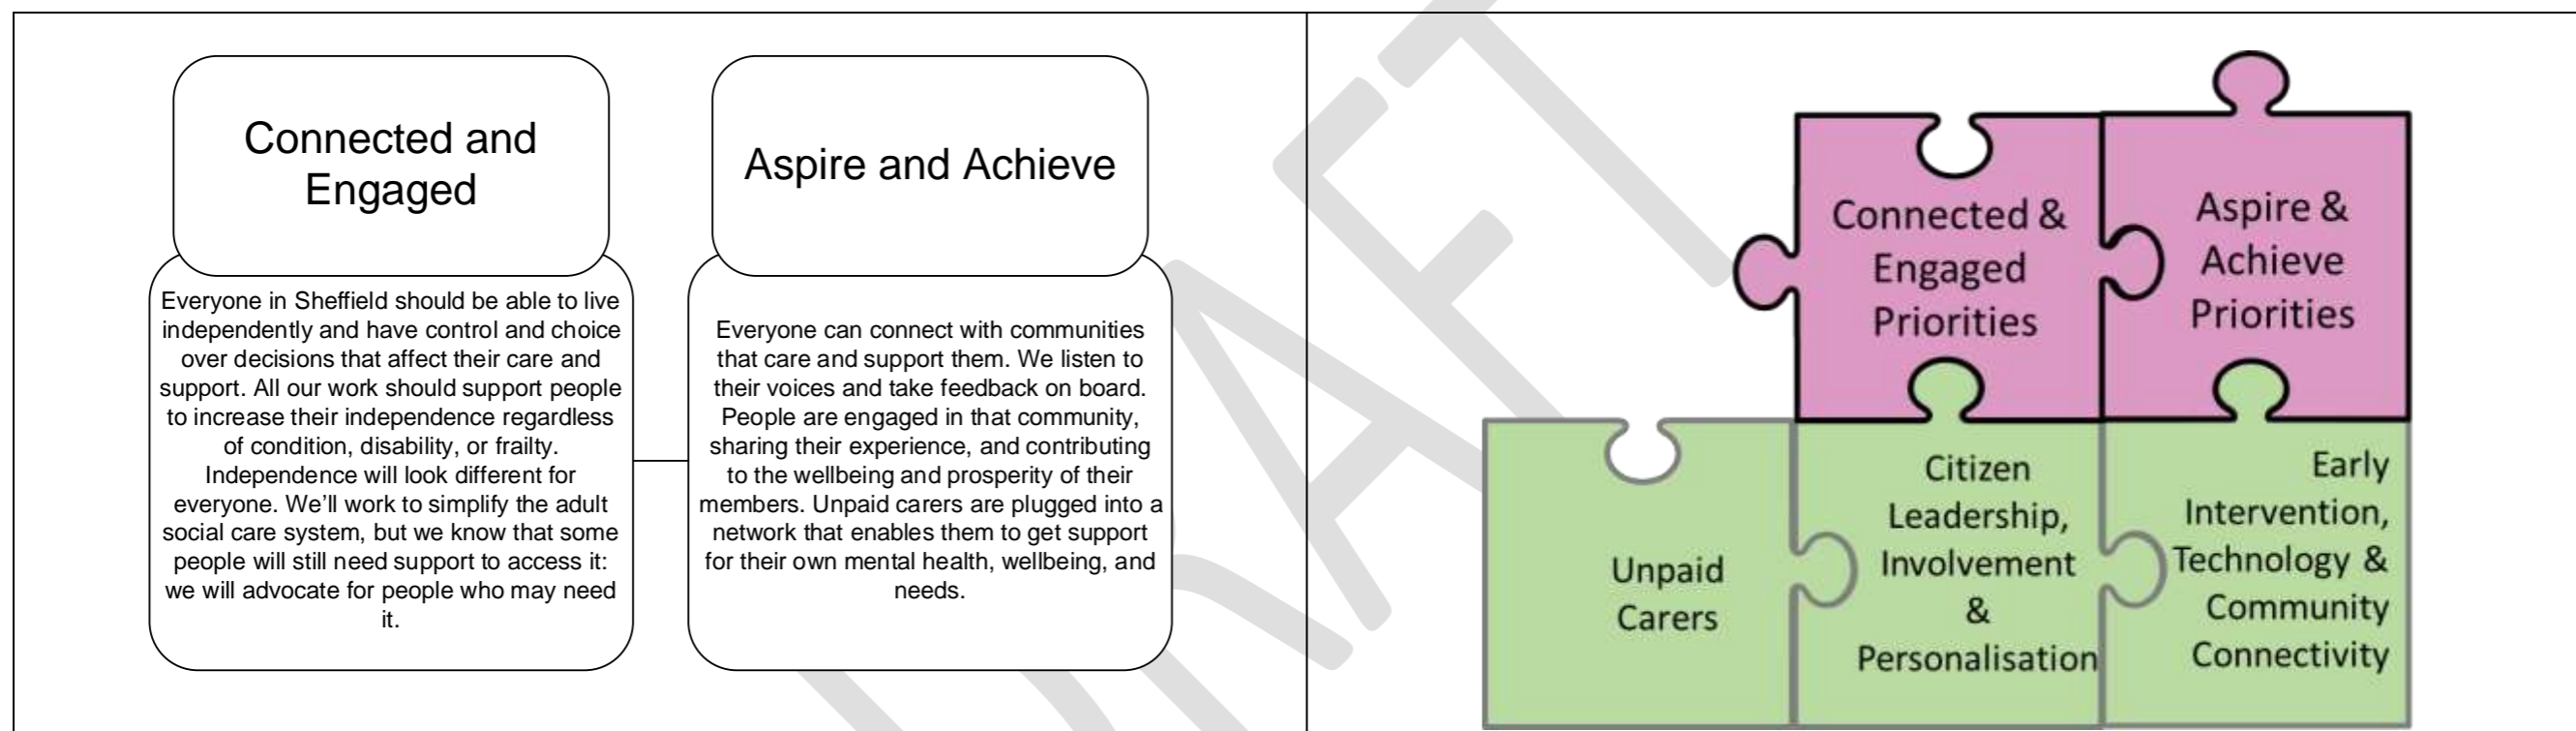 Connected and
Engaged
Everyone in Sheffield should be able to live
independently and have control and choice
over decisions that affect their care and
support. All our work should support people
to increase their independence regardless
of condition, disability, or frailty.
Independence will look different for
everyone. We’ll work to simplify the adult
social care system, but we know that some
people will still need support to access it:
we will advocate for people who may need
it.
Aspire and Achieve
Everyone can connect with communities
that care and support them. We listen to
their voices and take feedback on board.
People are engaged in that community,
sharing their experience, and contributing
to the wellbeing and prosperity of their
members. Unpaid carers are plugged into a
network that enables them to get support
for their own mental health, wellbeing, and
needs.
Connected &
Engaged
Priorities
Aspire &
Achieve
Priorities
Unpaid
Carers
Citizen
Leadership,
Involvement
&
Personalisation
Early
Intervention,
Technology &
Community
Connectivity
DRAFT